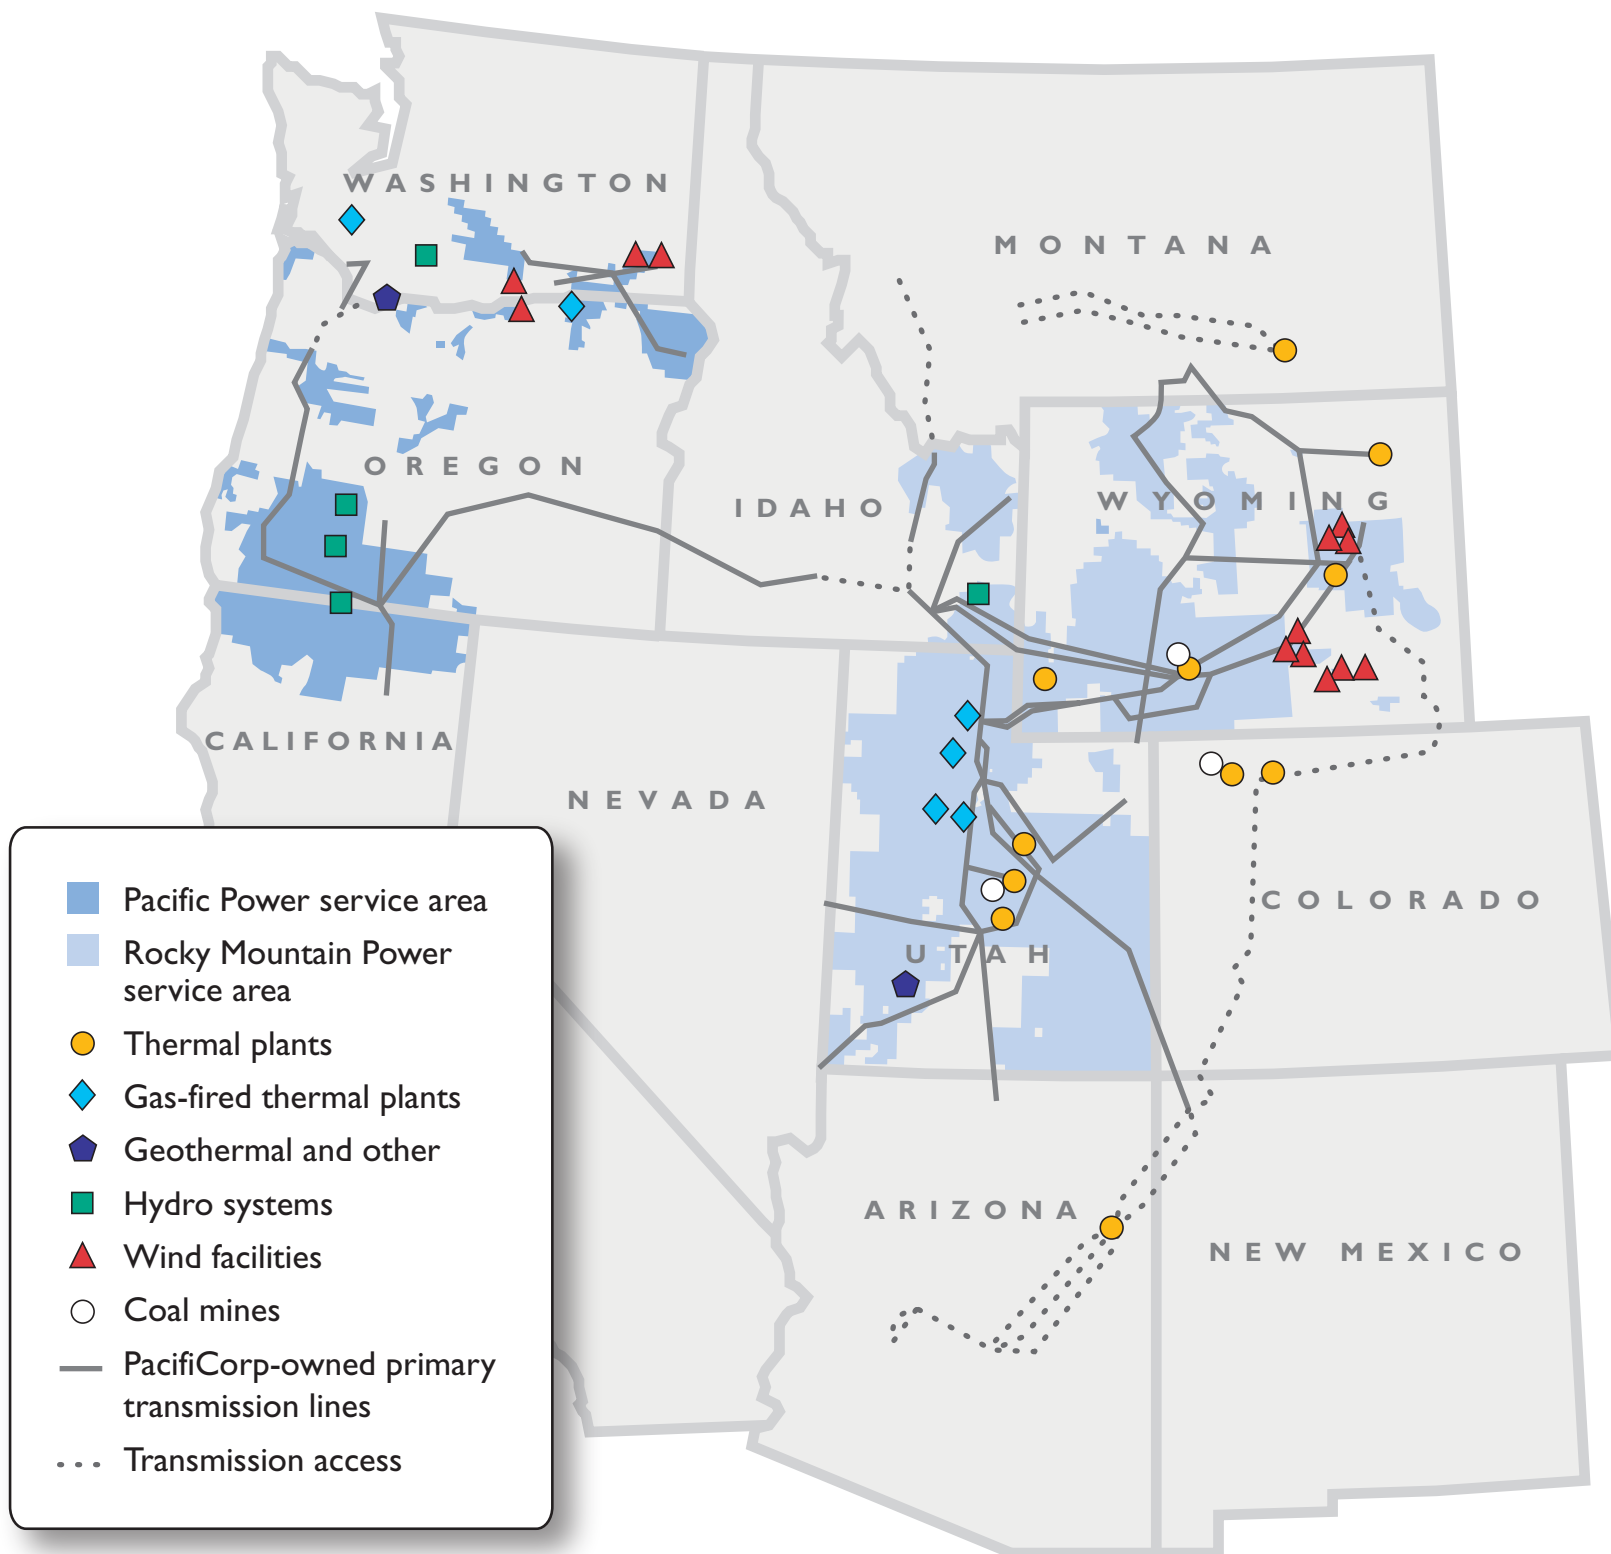 WASHINGTON
MONTANA
OREGON
IDAHO
WYOMING
CALIFORNIA
NEVADA
COLORADO
UTAH
ARIZONA
NEW MEXICO
Pacific Power service area
Rocky Mountain Power
service area
Thermal plants
Gas-fired thermal plants
Geothermal and other
Hydro systems
Wind facilities
Coal mines
PacifiCorp-owned primary
transmission lines
Transmission access